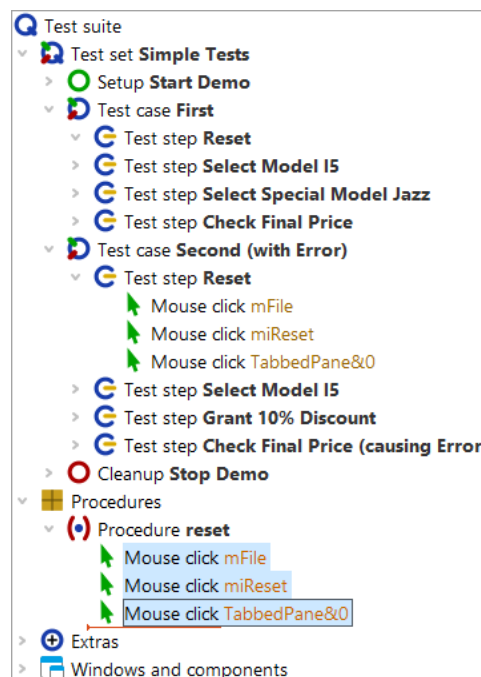 Test suite
Test set Simple Tests
Setup Start Demo
Test case First
Test step Reset
Test step Select Model I5
Test step Select Special Model Jazz
Test step Check Final Price
Test case Second (with Error)
Test step Reset
Mouse click mFile
Mouse click miReset
Mouse click TabbedPane&0
Test step Select Model I5
Test step Grant 10% Discount
Test step Check Final Price (causing Error
Cleanup Stop Demo
Procedures
Procedure reset
Mouse click mFile
Mouse click miReset
Mouse click TabbedPane&0
Extras
Windows and components